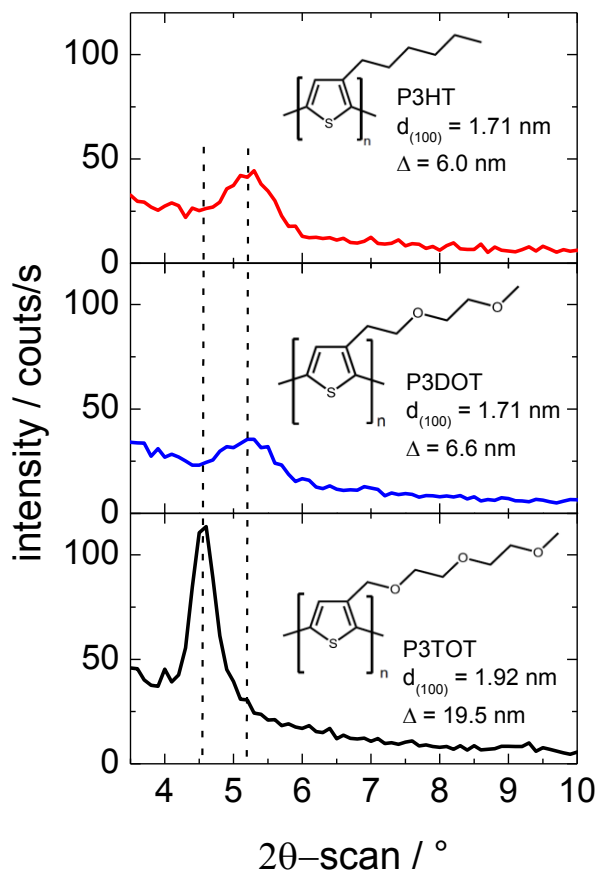 100
50
0
S
n
P3HT
d(100) = 1.71 nm
Δ = 6.0 nm
100
50
0
O
O
S
n
P3DOT
d(100) = 1.71 nm
Δ = 6.6 nm
100
50
0
O
O
O
S
n
P3TOT
d(100) = 1.92 nm
Δ = 19.5 nm
intensity / couts/s
4 5 6 7 8 9 10
2θ–scan / °